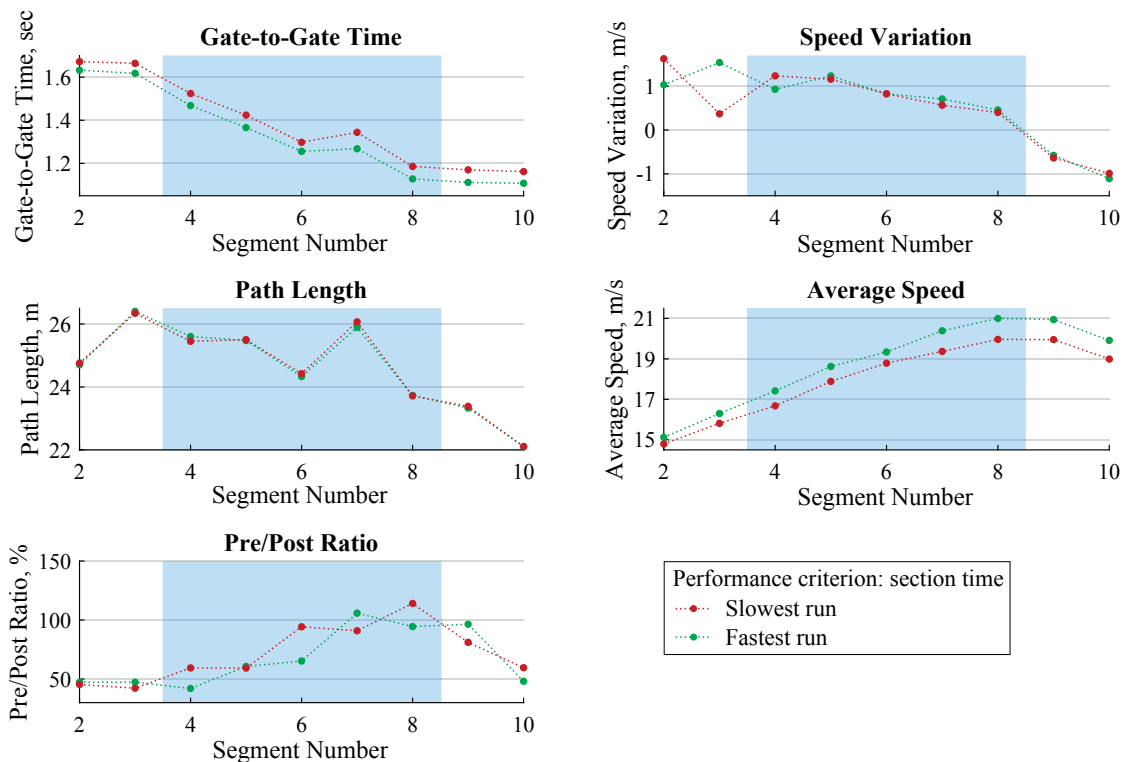 Gate-to-Gate Time
Gate-to-Gate Time, sec
1.6
1.4
1.2
2 4 6 8 10
Segment Number
Speed Variation
Speed Variation, m/s
1
0
-1
2 4 6 8 10
Segment Number
Path Length
Path Length, m
26
24
22
2 4 6 8 10
Segment Number
Average Speed
Average Speed, m/s
21
19
17
15
2 4 6 8 10
Segment Number
Pre/Post Ratio
Pre/Post Ratio, %
150
100
50
2 4 6 8 10
Segment Number
Performance criterion: section time
Slowest run
Fastest run